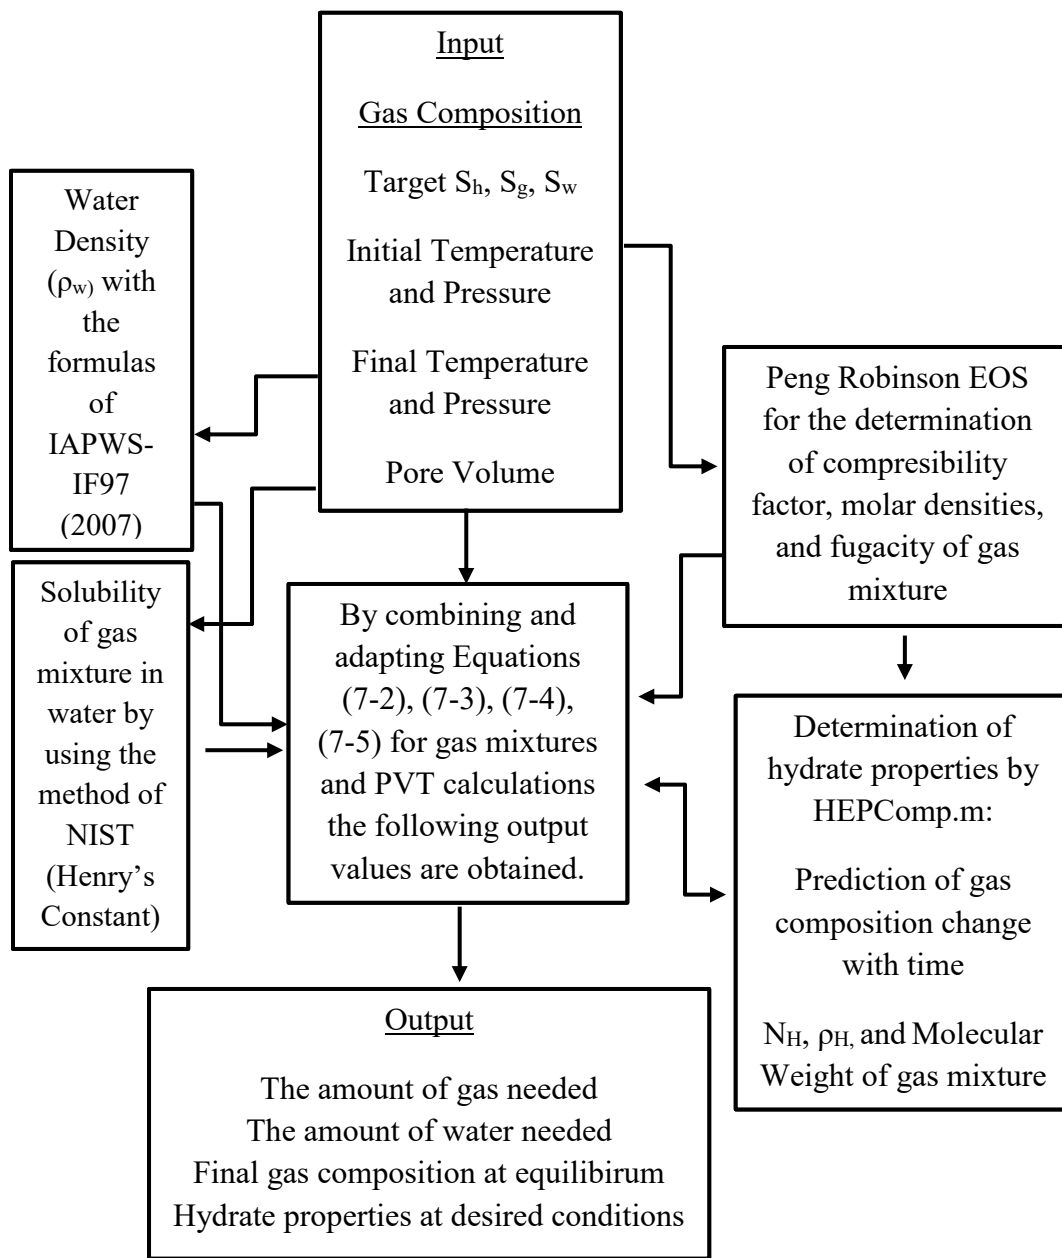 Input
Gas Composition
Target Sh, Sg, Sw
Initial Temperature
and Pressure
Final Temperature
and Pressure
Pore Volume
Water
Density
(ρw) with
the
formulas
of
IAPWS-
IF97
(2007)
Solubility
of gas
mixture in
water by
using the
method of
NIST
(Henry’s
Constant)
By combining and
adapting Equations
(7-2), (7-3), (7-4),
(7-5) for gas mixtures
and PVT calculations
the following output
values are obtained.
Peng Robinson EOS
for the determination
of compresibility
factor, molar densities,
and fugacity of gas
mixture
Determination of
hydrate properties by
HEPComp.m:
Prediction of gas
composition change
with time
NH, ρH, and Molecular
Weight of gas mixture
Output
The amount of gas needed
The amount of water needed
Final gas composition at equilibirum
Hydrate properties at desired conditions